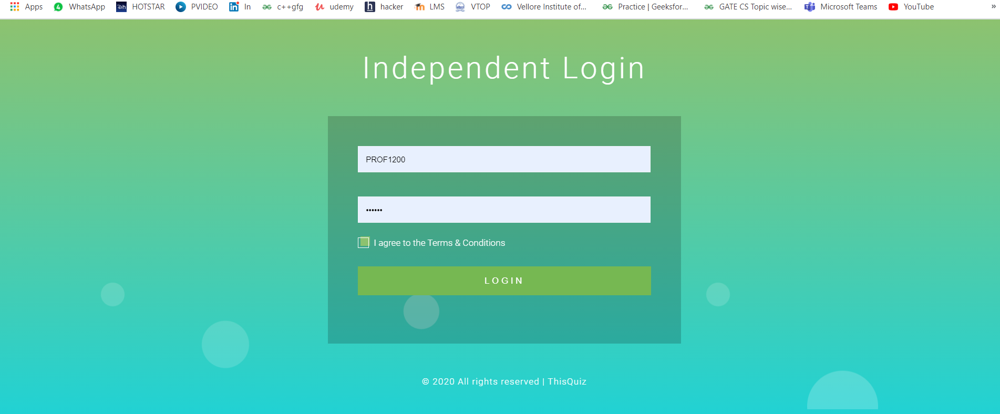 Apps WhatsApp HOTSTAR PVIDEO In c++gfg udemy hacker LMS VTOP Vellore Institute of... Practice | Geeksfor... GATE CS Topic wise... Microsoft Teams YouTube »
Independent Login
PROF1200
••••••
I agree to the Terms & Conditions
LOGIN
© 2020 All rights reserved | ThisQuiz